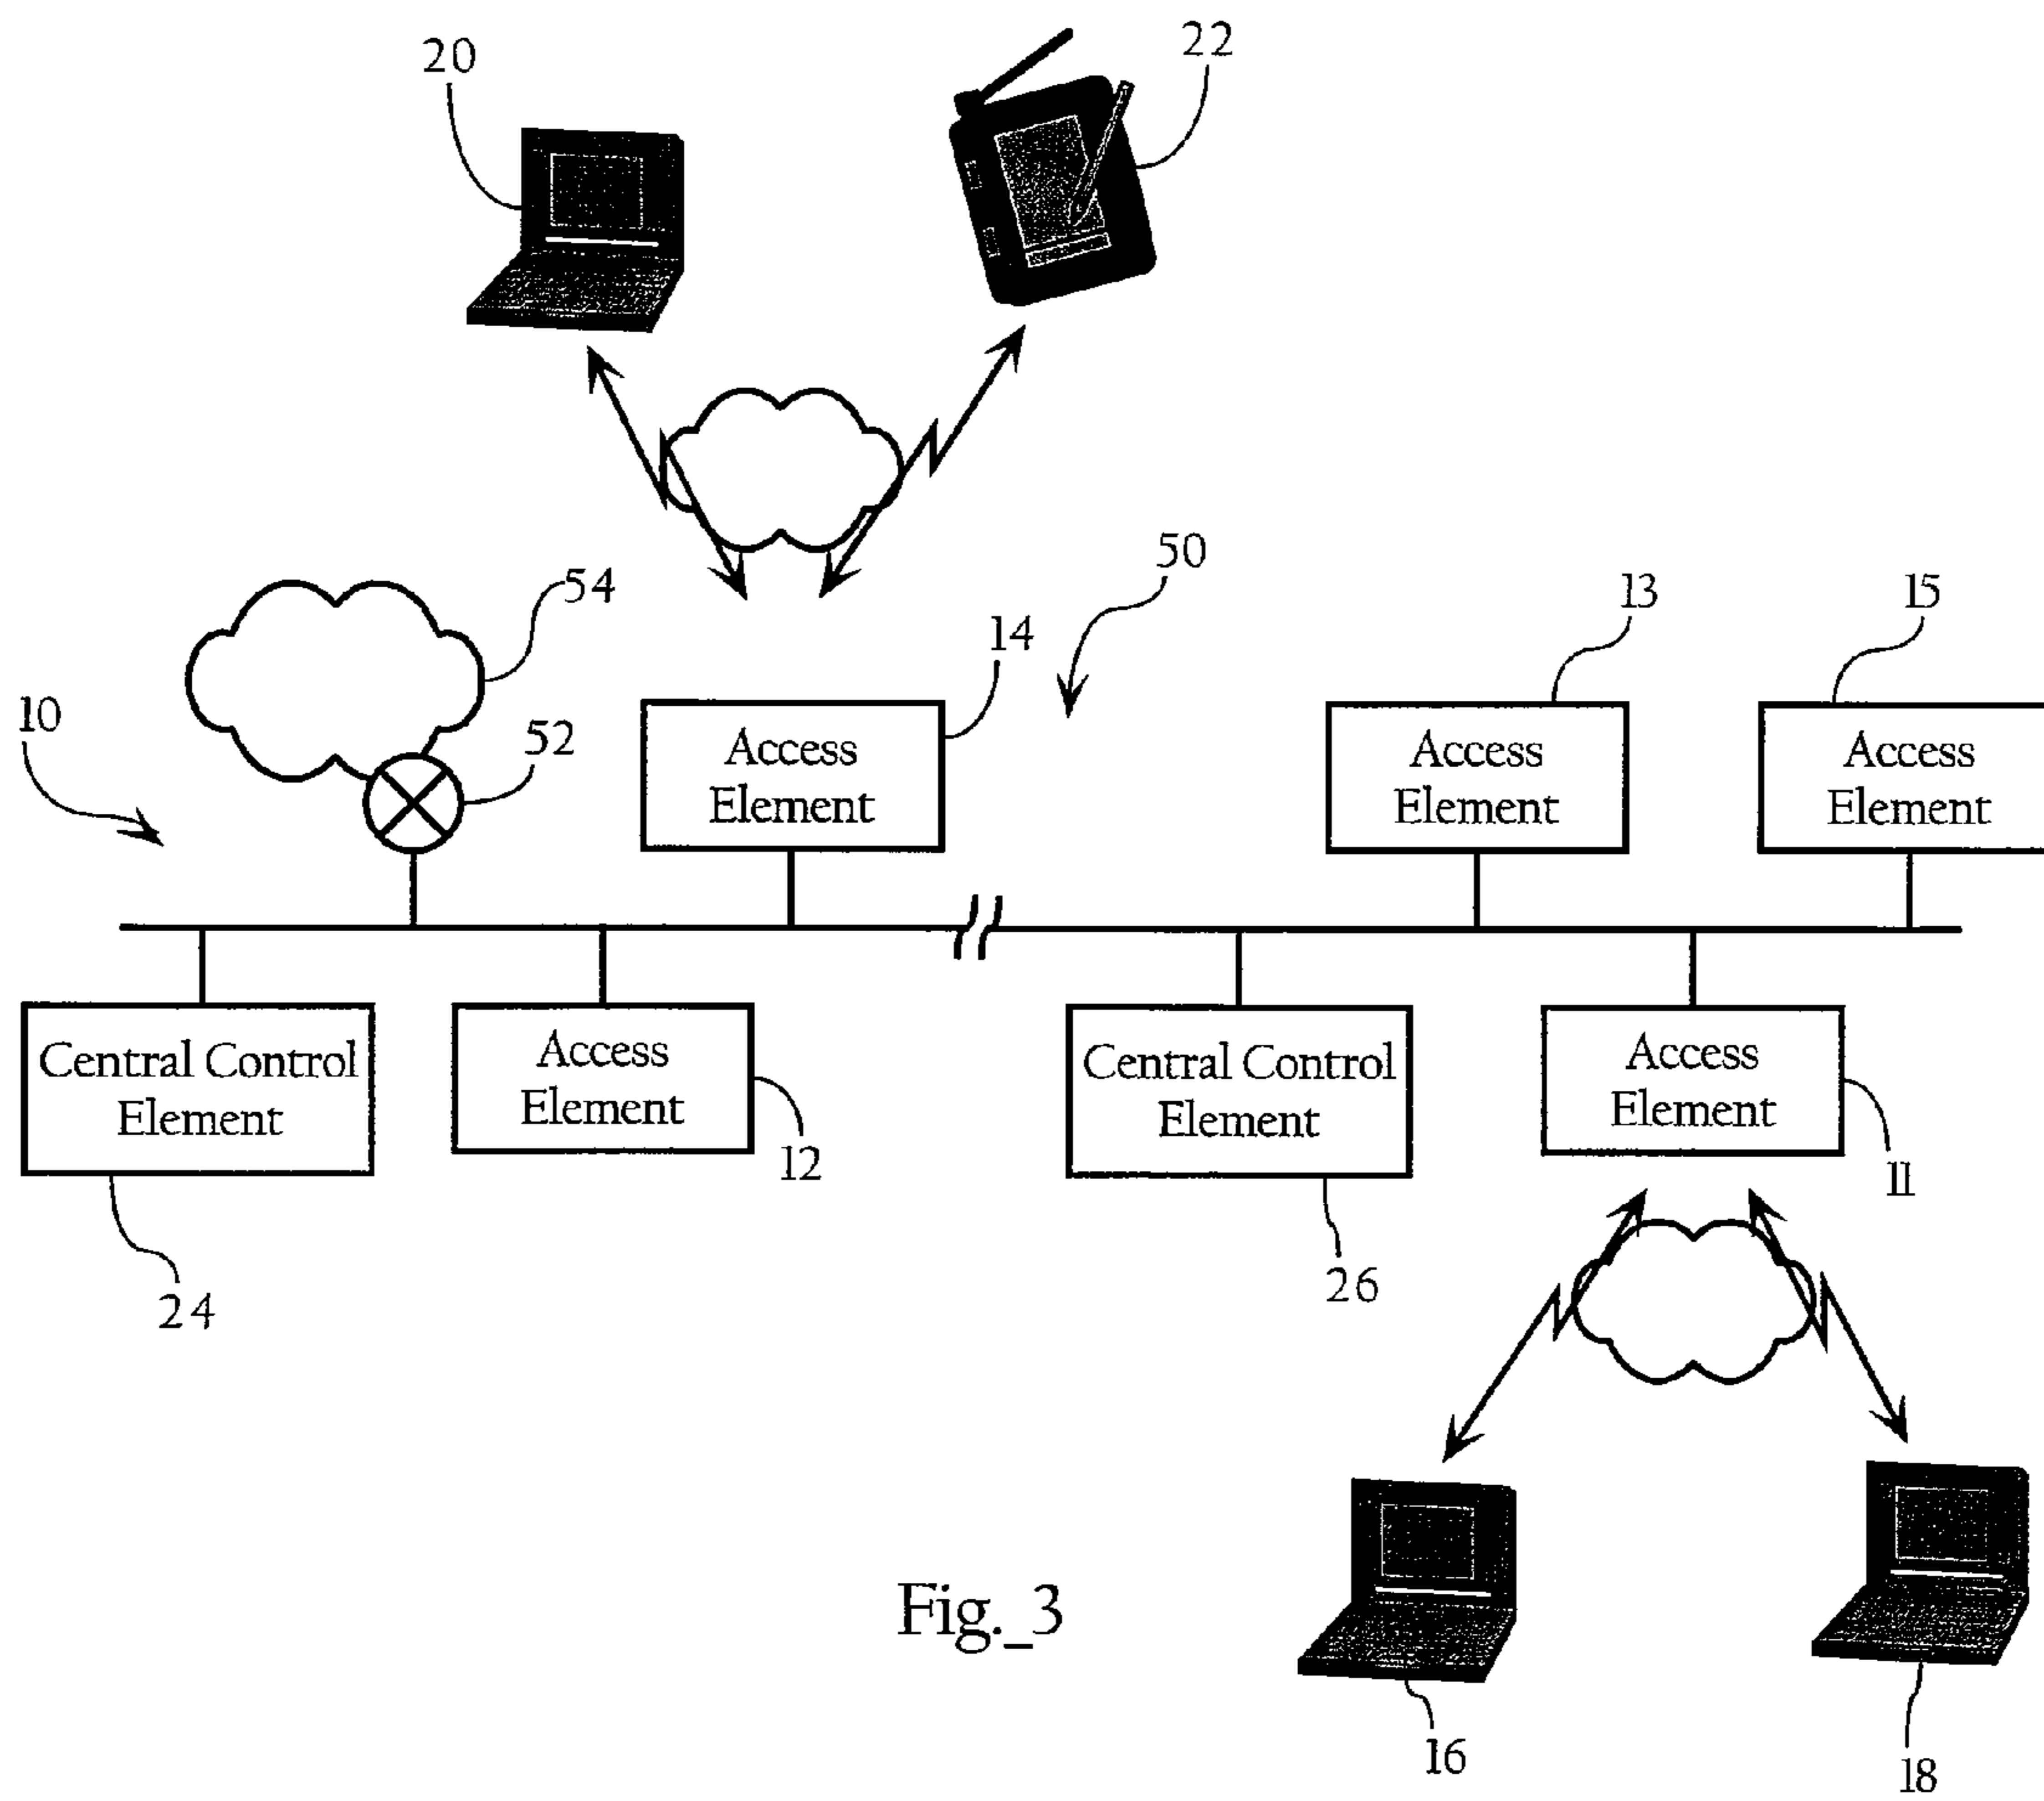 20
22
54
50
13
15
14
10
52
Access
Element
Access
Element
Access
Element
Central Control
Element
Access
Element
Central Control
Element
Access
Element
12
11
24
26
Fig._3
16
18